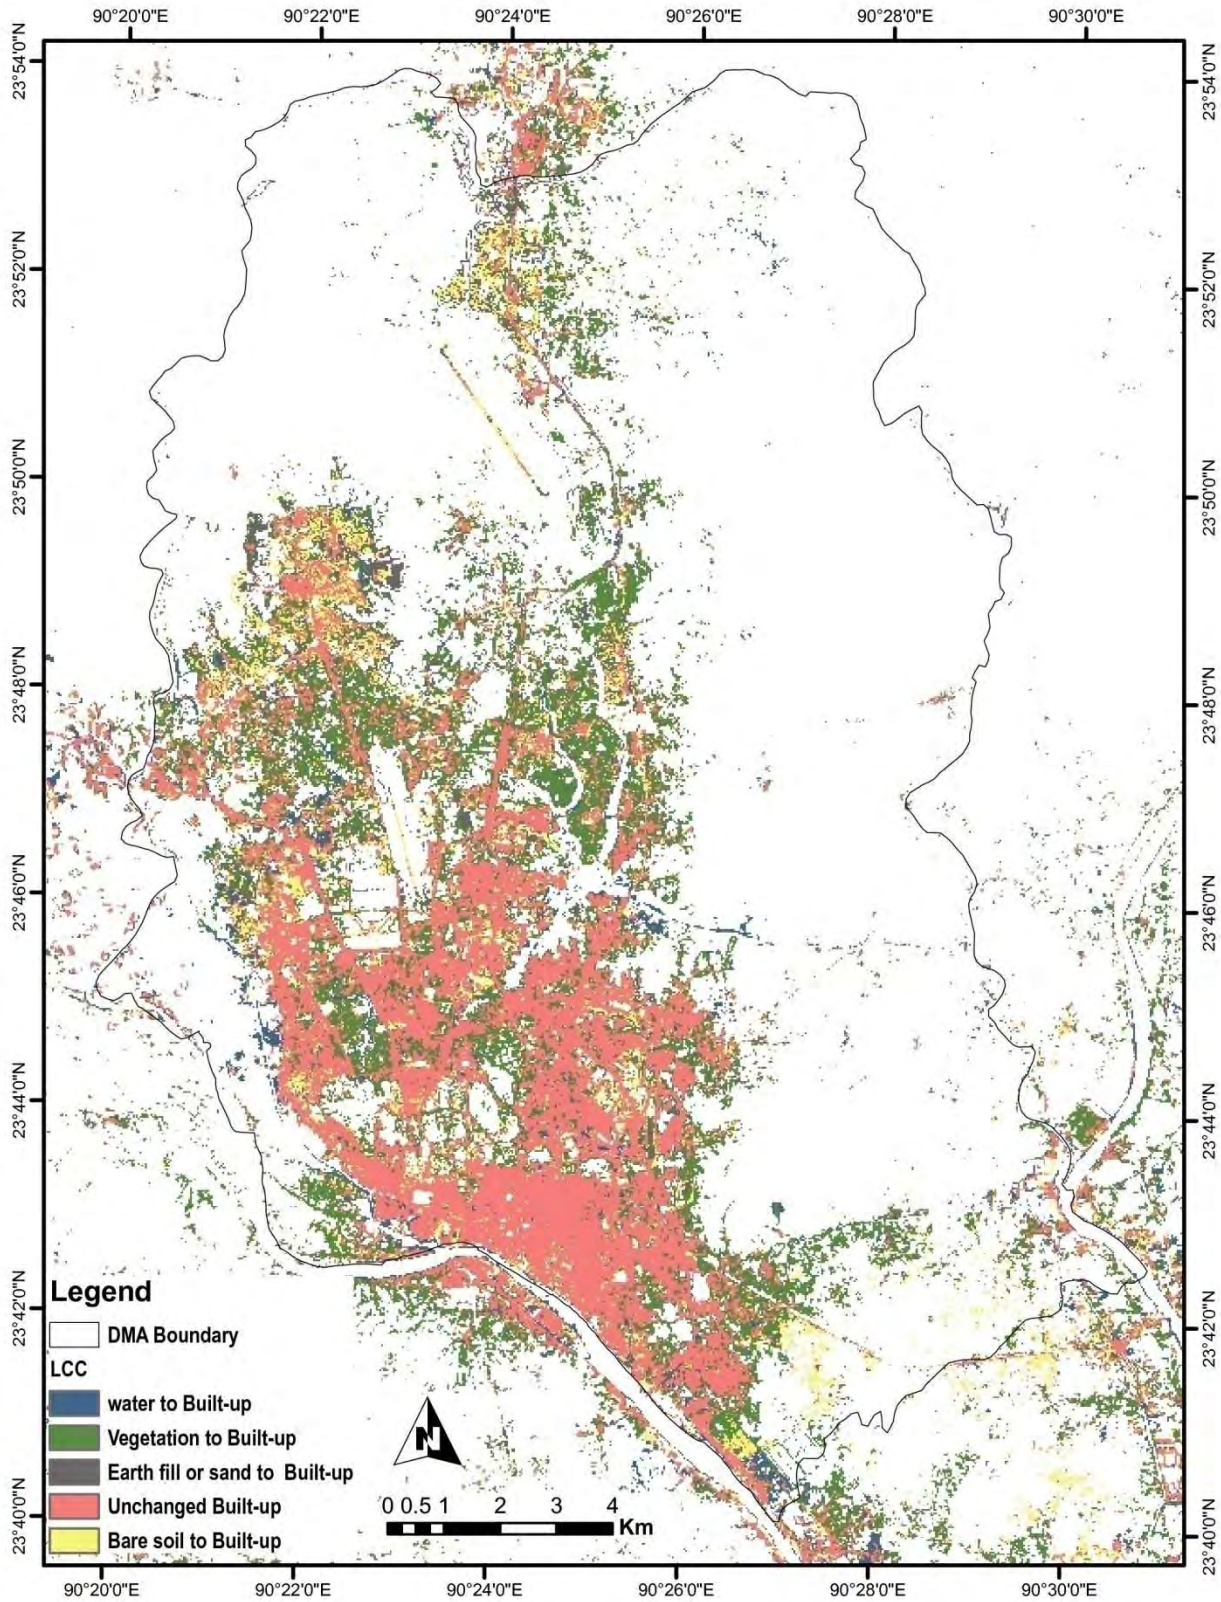 90°20'0"E 90°22'0"E 90°24'0"E 90°26'0"E 90°28'0"E 90°30'0"E
23°54'0"N 23°54'0"N
23°52'0"N 23°52'0"N
23°50'0"N 23°50'0"N
23°48'0"N 23°48'0"N
23°46'0"N 23°46'0"N
23°44'0"N 23°44'0"N
23°42'0"N 23°42'0"N
23°40'0"N 23°40'0"N
Legend
DMA Boundary
LCC
water to Built-up
Vegetation to Built-up
Earth fill or sand to Built-up
Unchanged Built-up
Bare soil to Built-up
N
0 0.5 1 2 3 4
Km
90°20'0"E 90°22'0"E 90°24'0"E 90°26'0"E 90°28'0"E 90°30'0"E